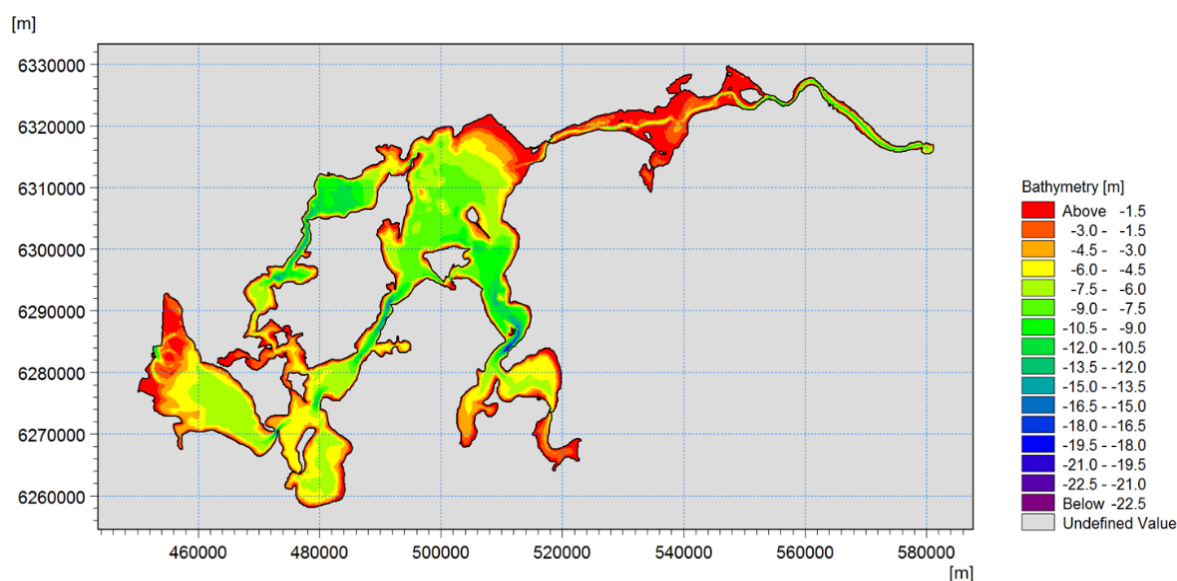 [m]
6330000
6320000
6310000
6300000
6290000
6280000
6270000
6260000
460000 480000 500000 520000 540000 560000 580000
[m]
Bathymetry [m]
Above -1.5
-3.0 - -1.5
-4.5 - -3.0
-6.0 - -4.5
-7.5 - -6.0
-9.0 - -7.5
-10.5 - -9.0
-12.0 - -10.5
-13.5 - -12.0
-15.0 - -13.5
-16.5 - -15.0
-18.0 - -16.5
-19.5 - -18.0
-21.0 - -19.5
-22.5 - -21.0
Below -22.5
Undefined Value